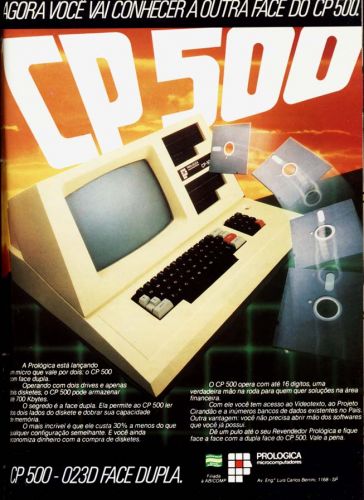 AGORA VOCÊ VAI CONHECER A OUTRA FACE DO CP 500.
CP 500
A Prológica está lançando
micro que vale por dois: o CP 500
face dupla.
Operando com dois drives e apenas
disketes, o CP 500 pode armazenar
700 Kbytes.
O segredo é a face dupla. Ela permite ao CP 500 ler
dois lados do diskete e dobrar sua capacidade
memória.
O mais incrível é que ele custa 30% a menos do que
qualquer configuração semelhante. E você ainda
economiza dinheiro com a compra de disketes.
O CP 500 opera com até 16 dígitos, uma
verdadeira mão na roda para quem quer soluções na área
financeira.
Com ele você tem acesso ao Videotexto, ao Projeto
Cirandão e a inúmeros bancos de dados existentes no País.
Outra vantagem: você não precisa abrir mão dos softwares
que você já possui.
Dê um pulo até o seu Revendedor Prológica e fique
face a face com a dupla face do CP 500. Vale a pena.
CP 500 - 023D FACE DUPLA.
Filiada
à ABICOMP
PROLOGICA
microcomputadores
Av. Engº Luis Carlos Berrini, 1168 - SP